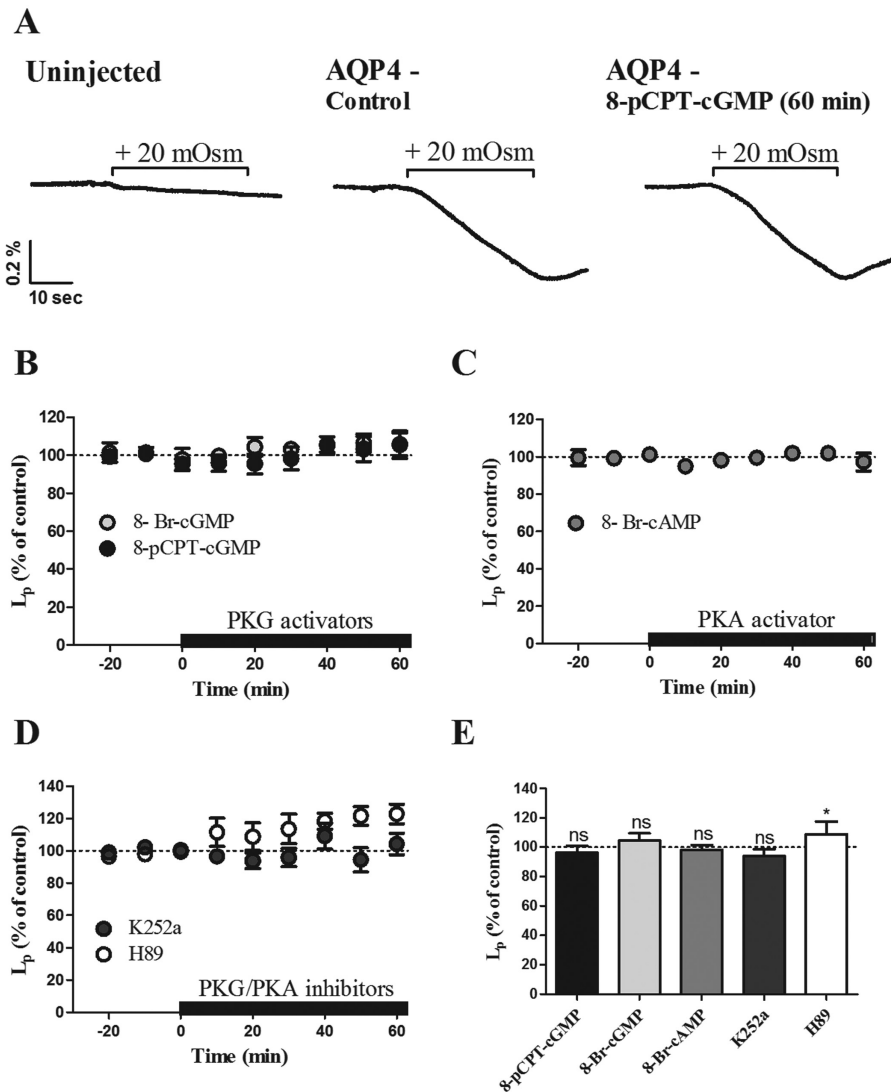 A
Uninjected
AQP4 -
Control
AQP4 -
8-pCPT-cGMP (60 min)
+ 20 mOsm
+ 20 mOsm
+ 20 mOsm
0.2 %
10 sec
B
Lp (% of control)
120
100
80
60
40
20
0
8- Br-cGMP
8-pCPT-cGMP
PKG activators
-20
0
20
40
60
Time (min)
C
Lp (% of control)
120
100
80
60
40
20
0
8- Br-cAMP
PKA activator
-20
0
20
40
60
Time (min)
D
Lp (% of control)
140
120
100
80
60
40
20
0
K252a
H89
PKG/PKA inhibitors
-20
0
20
40
60
Time (min)
E
Lp (% of control)
140
120
100
80
60
40
20
0
ns
ns
ns
ns
*
8-pCPT-cGMP
8-Br-cGMP
8-Br-cAMP
K252a
H89